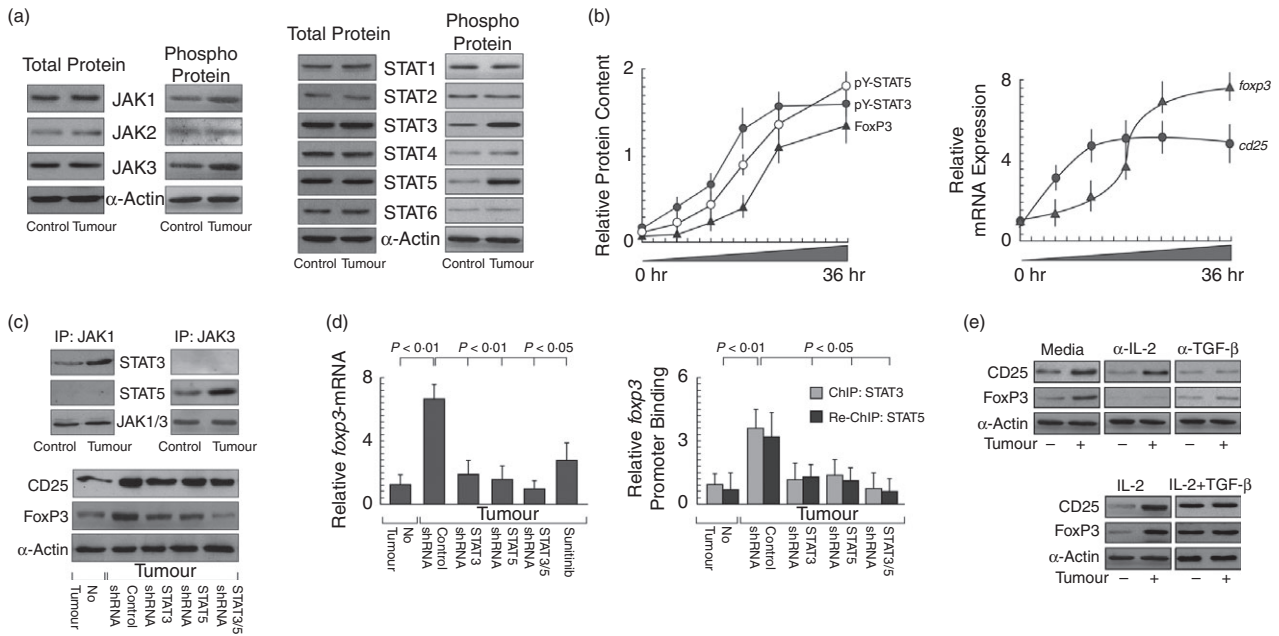 (a)
Total Protein
Phospho
Protein
JAK1
JAK2
JAK3
α-Actin
Control Tumour
Control Tumour
Total Protein
Phospho
Protein
STAT1
STAT2
STAT3
STAT4
STAT5
STAT6
α-Actin
Control Tumour
Control Tumour
(b)
Relative Protein Content
2
1
0
pY-STAT5
pY-STAT3
FoxP3
0 hr
36 hr
Relative
mRNA Expression
8
4
0
foxp3
cd25
0 hr
36 hr
(c)
IP: JAK1
IP: JAK3
STAT3
STAT5
JAK1/3
Control Tumour
Control Tumour
CD25
FoxP3
α-Actin
Tumour
No
Tumour
Control
shRNA
STAT3
shRNA
STAT5
shRNA
STAT3/5
shRNA
(d)
Relative foxp3-mRNA
P < 0·01
P < 0·01
P < 0·05
8
4
0
Tumour
No
Tumour
Control
shRNA
STAT3
shRNA
STAT5
shRNA
STAT3/5
shRNA
Sunitinib
Relative foxp3
Promoter Binding
P < 0·01
P < 0·05
6
3
0
ChIP: STAT3
Re-ChIP: STAT5
Tumour
No
Tumour
Control
shRNA
STAT3
shRNA
STAT5
shRNA
STAT3/5
shRNA
(e)
Media
α-IL-2
α-TGF-β
CD25
FoxP3
α-Actin
Tumour − + − + − +
IL-2
IL-2+TGF-β
CD25
FoxP3
α-Actin
Tumour − + − +